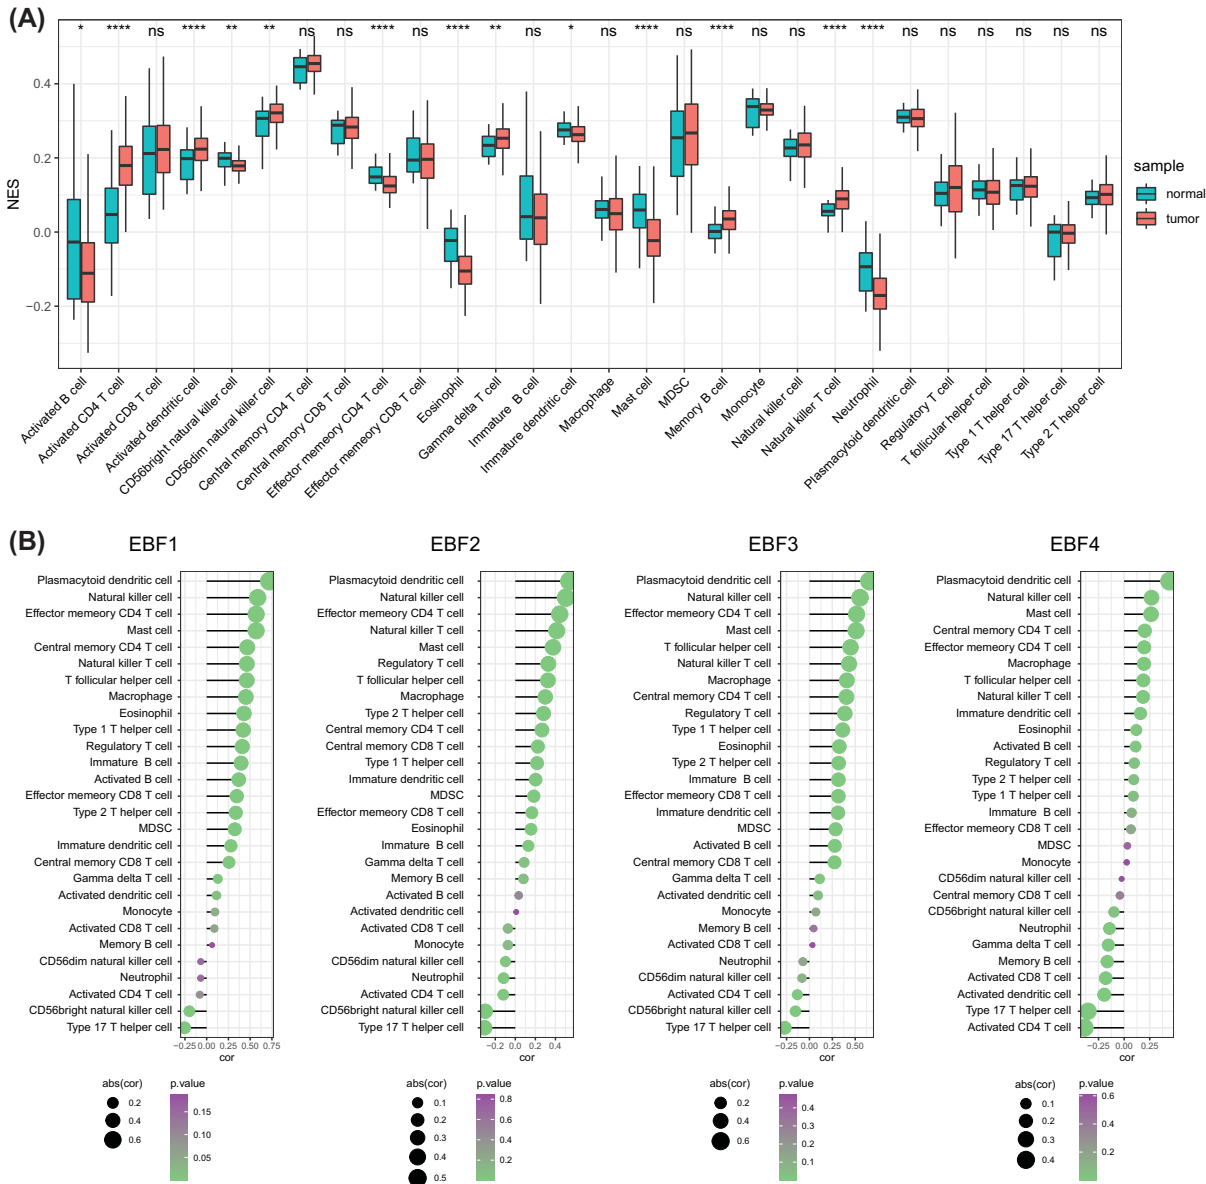 (A)
* **** ns **** ** ** ns ns **** ns **** ** ns * ns **** ns **** ns ns **** **** ns ns ns ns ns ns
NES
0.4
0.2
0.0
−0.2
sample
normal
tumor
Activated B cell
Activated CD4 T cell
Activated CD8 T cell
Activated dendritic cell
CD56bright natural killer cell
CD56dim natural killer cell
Central memory CD4 T cell
Central memory CD8 T cell
Effector memeory CD4 T cell
Effector memeory CD8 T cell
Eosinophil
Gamma delta T cell
Immature  B cell
Immature dendritic cell
Macrophage
Mast cell
MDSC
Memory B cell
Monocyte
Natural killer cell
Natural killer T cell
Neutrophil
Plasmacytoid dendritic cell
Regulatory T cell
T follicular helper cell
Type 1 T helper cell
Type 17 T helper cell
Type 2 T helper cell
(B)
EBF1
Plasmacytoid dendritic cell
Natural killer cell
Effector memeory CD4 T cell
Mast cell
Central memory CD4 T cell
Natural killer T cell
T follicular helper cell
Macrophage
Eosinophil
Type 1 T helper cell
Regulatory T cell
Immature  B cell
Activated B cell
Effector memeory CD8 T cell
Type 2 T helper cell
MDSC
Immature dendritic cell
Central memory CD8 T cell
Gamma delta T cell
Activated dendritic cell
Monocyte
Activated CD8 T cell
Memory B cell
CD56dim natural killer cell
Neutrophil
Activated CD4 T cell
CD56bright natural killer cell
Type 17 T helper cell
−0.25 0.00 0.25 0.50 0.75
cor
abs(cor)
0.2
0.4
0.6
p.value
0.15
0.10
0.05
EBF2
Plasmacytoid dendritic cell
Natural killer cell
Effector memeory CD4 T cell
Natural killer T cell
Mast cell
Regulatory T cell
T follicular helper cell
Macrophage
Type 2 T helper cell
Central memory CD4 T cell
Central memory CD8 T cell
Type 1 T helper cell
Immature dendritic cell
MDSC
Effector memeory CD8 T cell
Eosinophil
Immature  B cell
Gamma delta T cell
Memory B cell
Activated B cell
Activated dendritic cell
Activated CD8 T cell
Monocyte
CD56dim natural killer cell
Neutrophil
Activated CD4 T cell
CD56bright natural killer cell
Type 17 T helper cell
−0.2 0.0 0.2 0.4
cor
abs(cor)
0.1
0.2
0.3
0.4
0.5
p.value
0.8
0.6
0.4
0.2
EBF3
Plasmacytoid dendritic cell
Natural killer cell
Effector memeory CD4 T cell
Mast cell
T follicular helper cell
Natural killer T cell
Macrophage
Central memory CD4 T cell
Regulatory T cell
Type 1 T helper cell
Eosinophil
Type 2 T helper cell
Immature  B cell
Effector memeory CD8 T cell
Immature dendritic cell
MDSC
Activated B cell
Central memory CD8 T cell
Gamma delta T cell
Activated dendritic cell
Monocyte
Memory B cell
Activated CD8 T cell
Neutrophil
CD56dim natural killer cell
Activated CD4 T cell
CD56bright natural killer cell
Type 17 T helper cell
−0.25 0.00 0.25 0.50
cor
abs(cor)
0.2
0.4
0.6
p.value
0.4
0.3
0.2
0.1
EBF4
Plasmacytoid dendritic cell
Natural killer cell
Mast cell
Central memory CD4 T cell
Effector memeory CD4 T cell
Macrophage
T follicular helper cell
Natural killer T cell
Immature dendritic cell
Eosinophil
Activated B cell
Regulatory T cell
Type 2 T helper cell
Type 1 T helper cell
Immature  B cell
Effector memeory CD8 T cell
MDSC
Monocyte
CD56dim natural killer cell
Central memory CD8 T cell
CD56bright natural killer cell
Neutrophil
Gamma delta T cell
Memory B cell
Activated CD8 T cell
Activated dendritic cell
Type 17 T helper cell
Activated CD4 T cell
−0.25 0.00 0.25
cor
abs(cor)
0.1
0.2
0.3
0.4
p.value
0.6
0.4
0.2